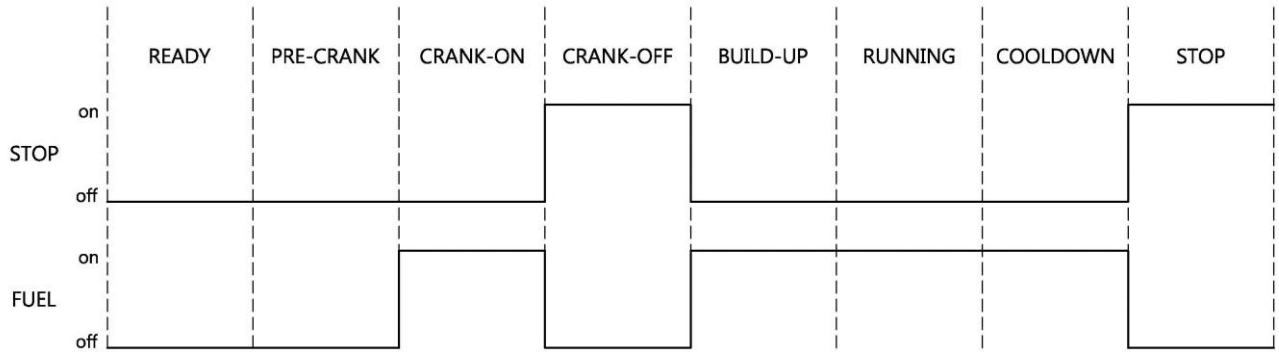 READY PRE-CRANK CRANK-ON CRANK-OFF BUILD-UP RUNNING COOLDOWN STOP
on
STOP
off
on
FUEL
off